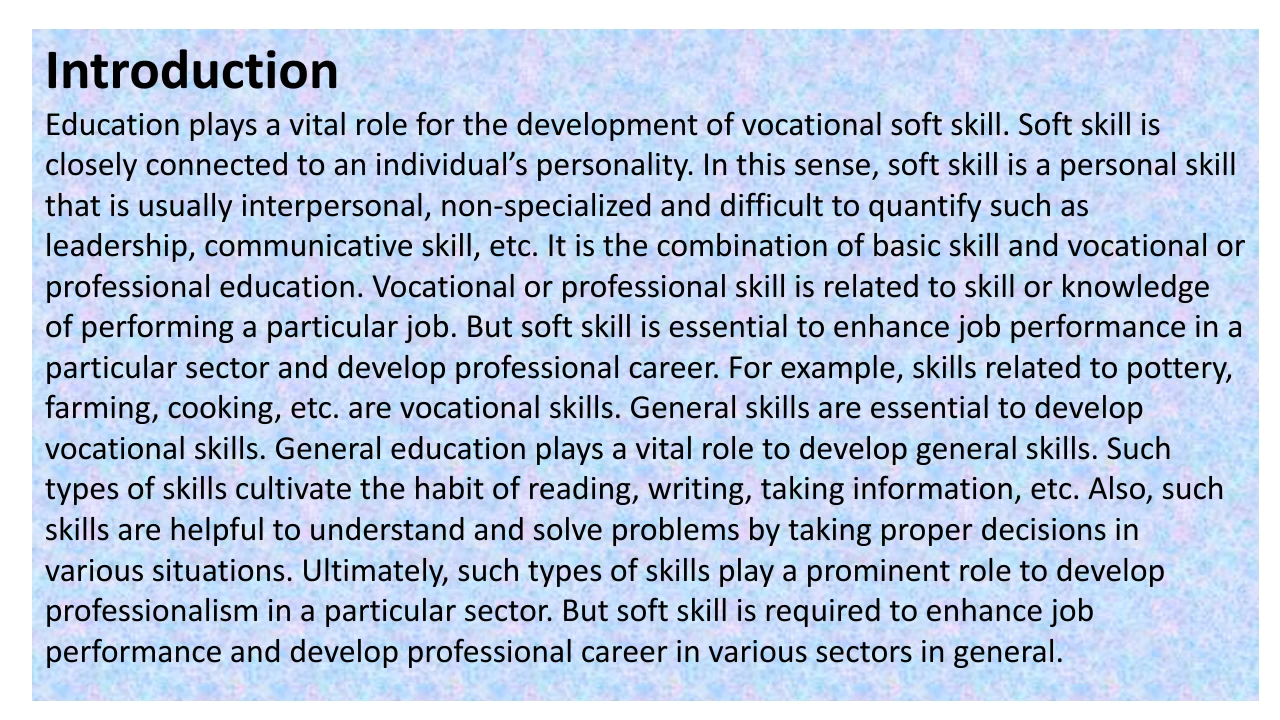 Introduction
Education plays a vital role for the development of vocational soft skill. Soft skill is
closely connected to an individual’s personality. In this sense, soft skill is a personal skill
that is usually interpersonal, non-specialized and difficult to quantify such as
leadership, communicative skill, etc. It is the combination of basic skill and vocational or
professional education. Vocational or professional skill is related to skill or knowledge
of performing a particular job. But soft skill is essential to enhance job performance in a
particular sector and develop professional career. For example, skills related to pottery,
farming, cooking, etc. are vocational skills. General skills are essential to develop
vocational skills. General education plays a vital role to develop general skills. Such
types of skills cultivate the habit of reading, writing, taking information, etc. Also, such
skills are helpful to understand and solve problems by taking proper decisions in
various situations. Ultimately, such types of skills play a prominent role to develop
professionalism in a particular sector. But soft skill is required to enhance job
performance and develop professional career in various sectors in general.